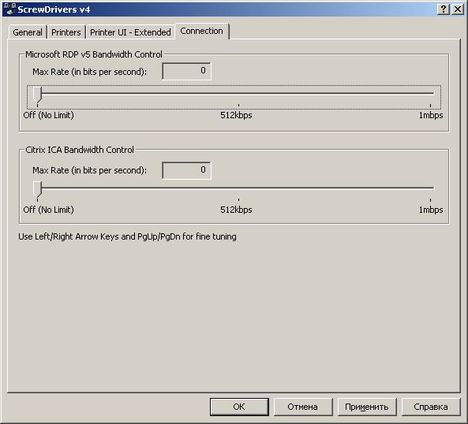 ScrewDrivers v4
General Printers Printer UI - Extended Connection
Microsoft RDP v5 Bandwidth Control
Max Rate (in bits per second): 0
Off (No Limit) 512kbps 1mbps
Citrix ICA Bandwidth Control
Max Rate (in bits per second): 0
Off (No Limit) 512kbps 1mbps
Use Left/Right Arrow Keys and PgUp/PgDn for fine tuning
OK Отмена Применить Справка